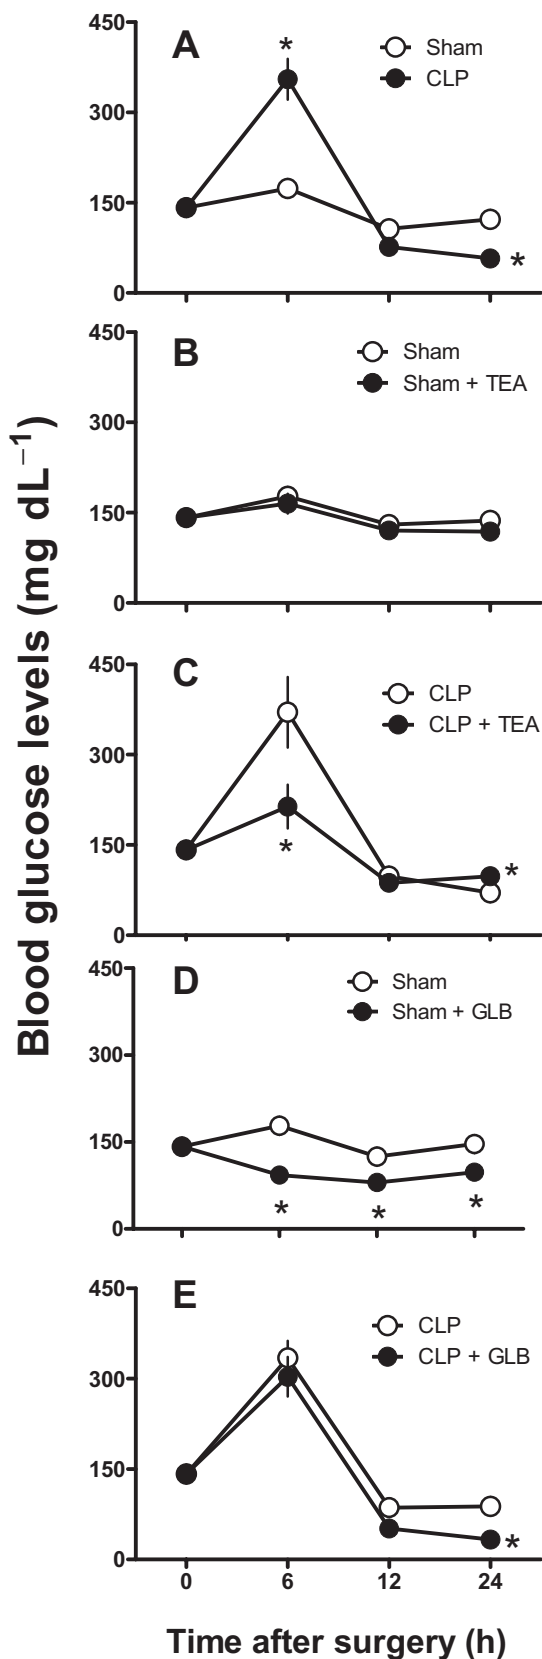 Blood glucose levels (mg dL⁻¹)
A
Sham
CLP
450
300
150
0
*
*
B
Sham
Sham + TEA
450
300
150
0
C
CLP
CLP + TEA
450
300
150
0
*
*
D
Sham
Sham + GLB
450
300
150
0
*
*
*
E
CLP
CLP + GLB
450
300
150
0
*
0 6 12 24
Time after surgery (h)